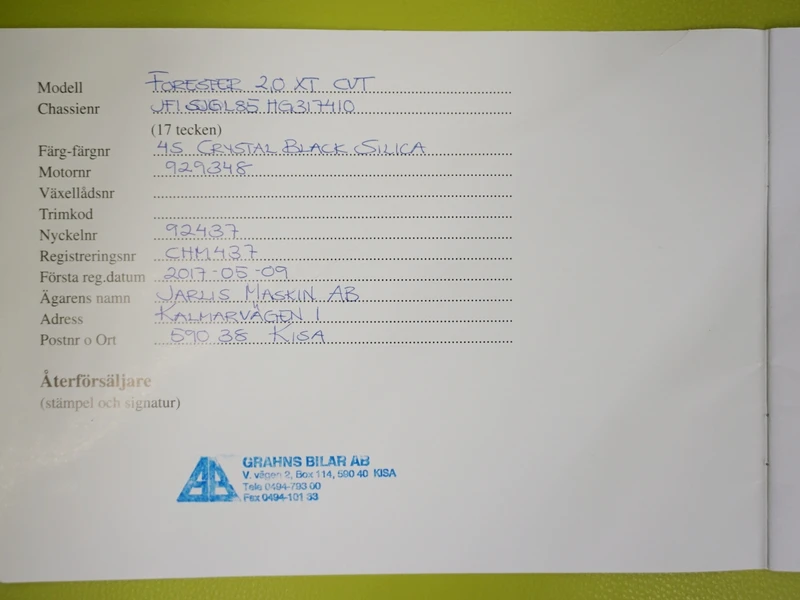 Modell FORESTER 2,0 XT CVT
Chassienr JF1SJGL85HG317410
(17 tecken)
Färg-färgnr 45 CRYSTAL BLACK SILICA
Motornr 929348
Växellådsnr
Trimkod
Nyckelnr 92437
Registreringsnr CHM437
Första reg.datum 2017-05-09
Ägarens namn JARLIS MASKIN AB
Adress KALMARVÄGEN 1
Postnr o Ort 590 38 KISA
Återförsäljare
(stämpel och signatur)
GRAHNS BILAR AB
V. vägen 2, Box 114, 590 40 KISA
Tele 0494-793 00
Fax 0494-101 33